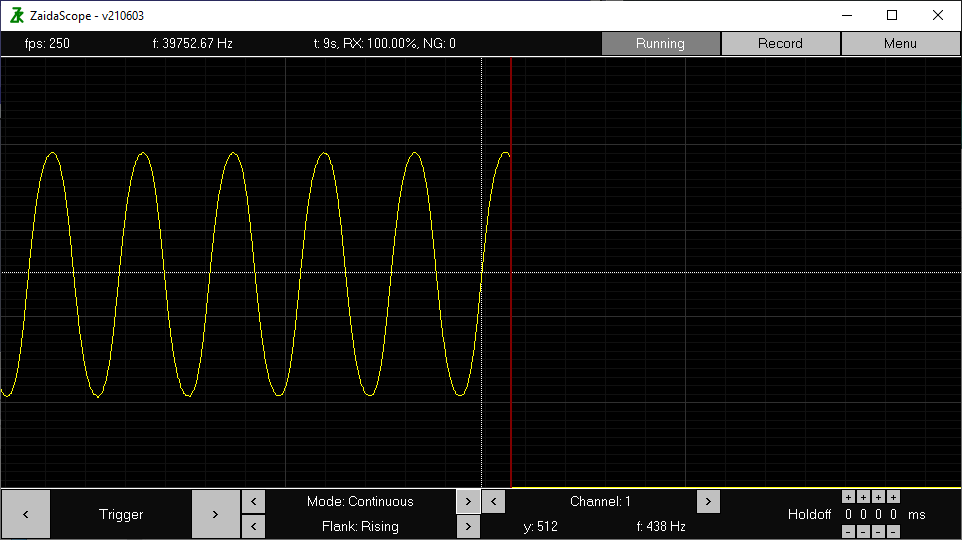 ZaidaScope - v210603
fps: 250 f: 39752.67 Hz t: 9s, RX: 100.00%, NG: 0 Running Record Menu
< Trigger > < Mode: Continuous > < Channel: 1 > + + + +
< Flank: Rising > y: 512 f: 438 Hz Holdoff 0 0 0 0 ms
- - - -